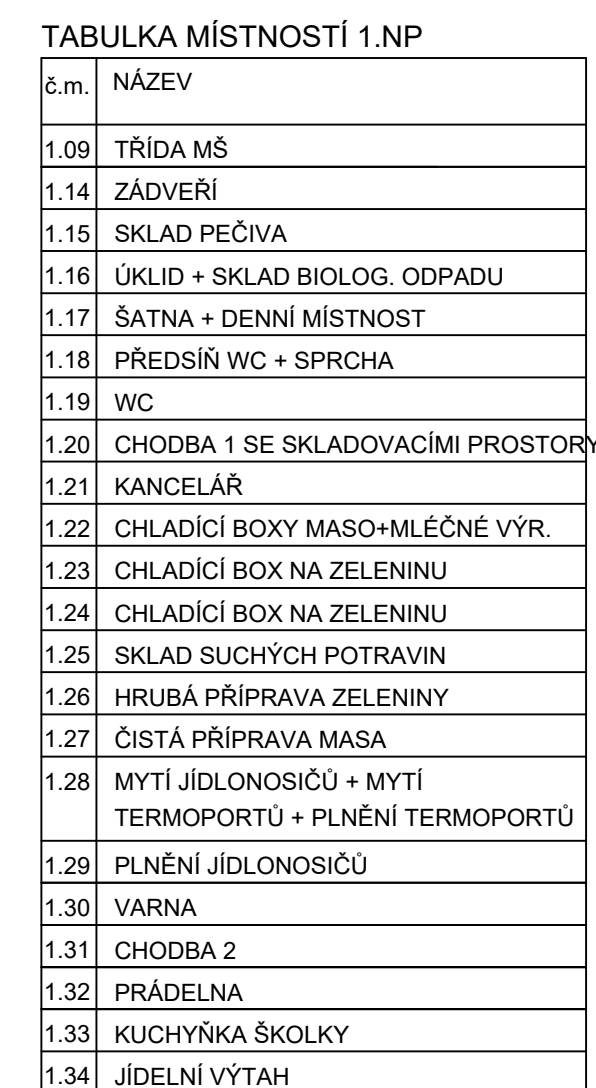 TABULKA MÍSTNOSTÍ 1.NP
č.m. NÁZEV
1.09 TŘÍDA MŠ
1.14 ZÁDVEŘÍ
1.15 SKLAD PEČIVA
1.16 ÚKLID + SKLAD BIOLOG. ODPADU
1.17 ŠATNA + DENNÍ MÍSTNOST
1.18 PŘEDSÍŇ WC + SPRCHA
1.19 WC
1.20 CHODBA 1 SE SKLADOVACÍMI PROSTORY
1.21 KANCELÁŘ
1.22 CHLADÍCÍ BOXY MASO+MLÉČNÉ VÝR.
1.23 CHLADÍCÍ BOX NA ZELENINU
1.24 CHLADÍCÍ BOX NA ZELENINU
1.25 SKLAD SUCHÝCH POTRAVIN
1.26 HRUBÁ PŘÍPRAVA ZELENINY
1.27 ČISTÁ PŘÍPRAVA MASA
1.28 MYTÍ JÍDLONOSIČŮ + MYTÍ
TERMOPORTŮ + PLNĚNÍ TERMOPORTŮ
1.29 PLNĚNÍ JÍDLONOSIČŮ
1.30 VARNA
1.31 CHODBA 2
1.32 PRÁDELNA
1.33 KUCHYŇKA ŠKOLKY
1.34 JÍDELNÍ VÝTAH